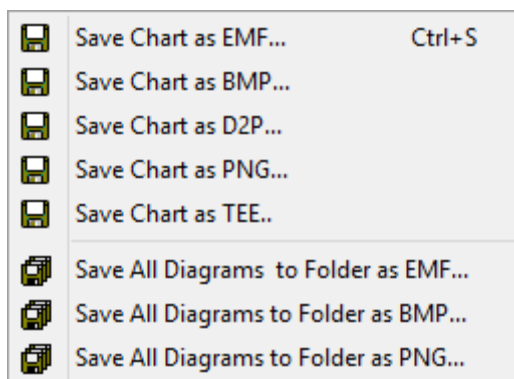 Save Chart as EMF... Ctrl+S
Save Chart as BMP...
Save Chart as D2P...
Save Chart as PNG...
Save Chart as TEE..
Save All Diagrams  to Folder as EMF...
Save All Diagrams to Folder as BMP...
Save All Diagrams to Folder as PNG...